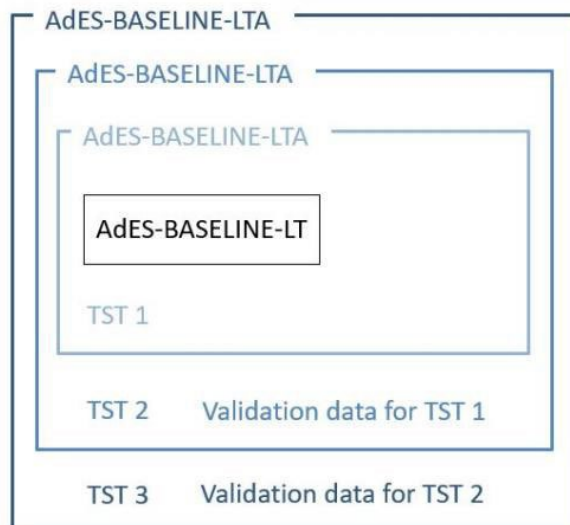 AdES-BASELINE-LTA
AdES-BASELINE-LTA
AdES-BASELINE-LTA
AdES-BASELINE-LT
TST 1
TST 2 Validation data for TST 1
TST 3 Validation data for TST 2